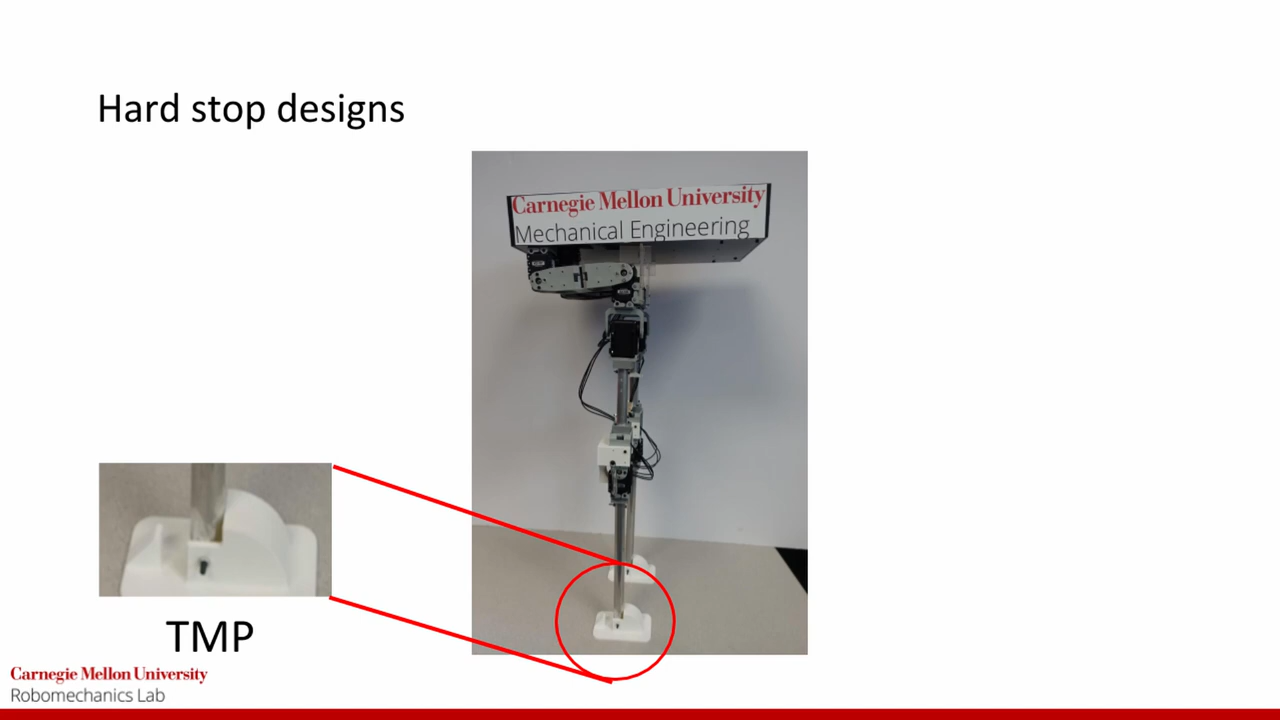 Hard stop designs
Carnegie Mellon University
Mechanical Engineering
TMP
Carnegie Mellon University
Robomechanics Lab